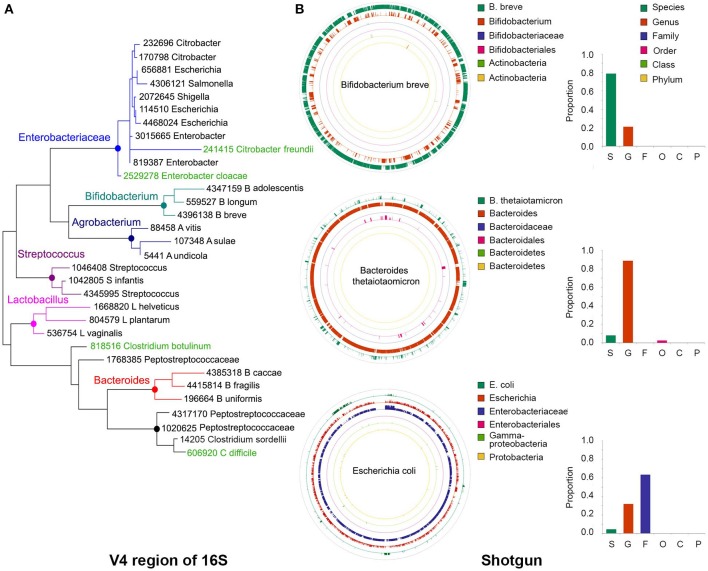 A
232696 Citrobacter
170798 Citrobacter
656881 Escherichia
4306121 Salmonella
2072645 Shigella
114510 Escherichia
4468024 Escherichia
Enterobacteriaceae
3015665 Enterobacter
241415 Citrobacter freundii
819387 Enterobacter
2529278 Enterobacter cloacae
Bifidobacterium
4347159 B adolescentis
559527 B longum
4396138 B breve
Agrobacterium
88458 A vitis
107348 A sulae
5441 A undicola
Streptococcus
1046408 Streptococcus
1042805 S infantis
4345995 Streptococcus
Lactobacillus
1668820 L helveticus
804579 L plantarum
536754 L vaginalis
818516 Clostridium botulinum
1768385 Peptostreptococcaceae
Bacteroides
4385318 B caccae
4415814 B fragilis
196664 B uniformis
4317170 Peptostreptococcaceae
1020625 Peptostreptococcaceae
14205 Clostridium sordellii
606920 C difficile
V4 region of 16S
B
Bifidobacterium breve
B. breve
Bifidobacterium
Bifidobacteriaceae
Bifidobacteriales
Actinobacteria
Actinobacteria
Species
Genus
Family
Order
Class
Phylum
Proportion
1.0
0.8
0.6
0.4
0.2
0.0
S G F O C P
Bacteroides
thetaiotaomicron
B. thetaiotamicron
Bacteroides
Bacteroidaceae
Bacteroidales
Bacteroidetes
Bacteroidetes
Proportion
1.0
0.8
0.6
0.4
0.2
0.0
S G F O C P
Escherichia coli
E. coli
Escherichia
Enterobacteriaceae
Enterobacteriales
Gamma-
proteobacteria
Protobacteria
Proportion
1.0
0.8
0.6
0.4
0.2
0.0
S G F O C P
Shotgun